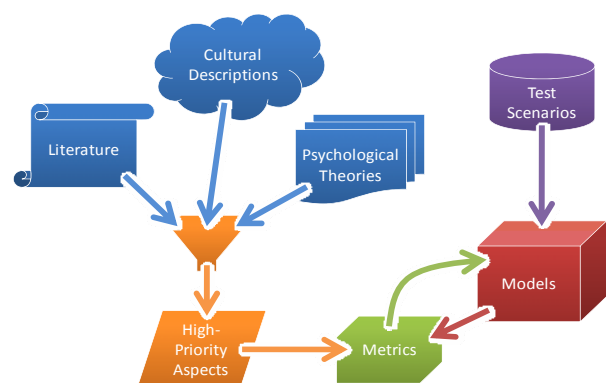 Cultural
Descriptions
Literature
Psychological
Theories
Test
Scenarios
Models
High-
Priority
Aspects
Metrics